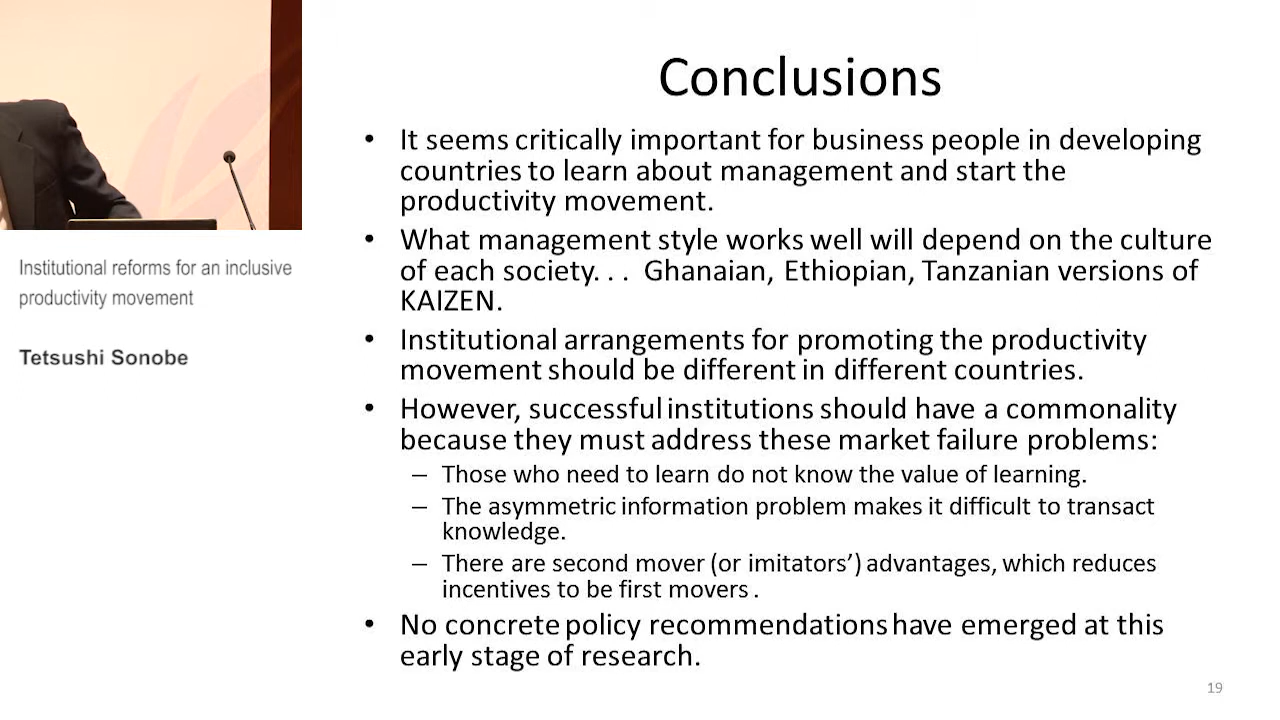 Conclusions
• It seems critically important for business people in developing
countries to learn about management and start the
productivity movement.
• What management style works well will depend on the culture
of each society. . .  Ghanaian, Ethiopian, Tanzanian versions of
KAIZEN.
• Institutional arrangements for promoting the productivity
movement should be different in different countries.
• However, successful institutions should have a commonality
because they must address these market failure problems:
– Those who need to learn do not know the value of learning.
– The asymmetric information problem makes it difficult to transact
knowledge.
– There are second mover (or imitators’) advantages, which reduces
incentives to be first movers .
• No concrete policy recommendations have emerged at this
early stage of research.
19
Institutional reforms for an inclusive
productivity movement
Tetsushi Sonobe